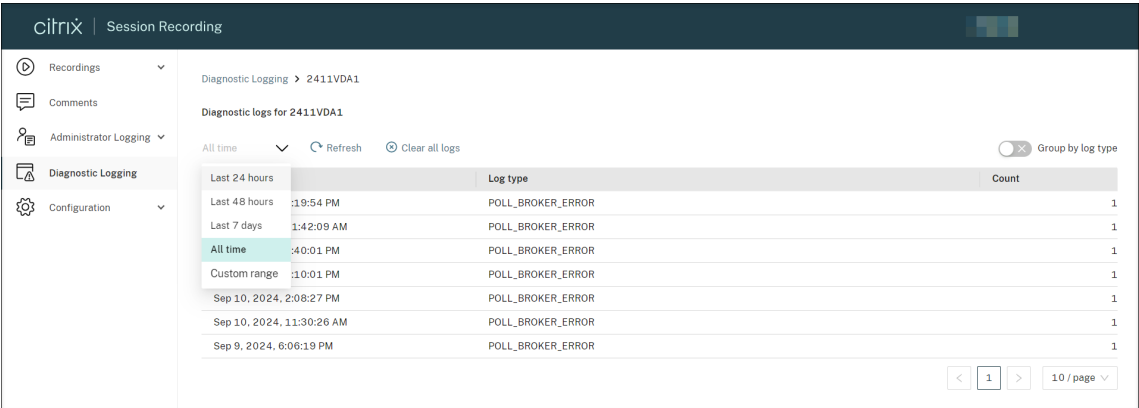 citrix | Session Recording
Recordings
Comments
Administrator Logging
Diagnostic Logging
Configuration
Diagnostic Logging > 2411VDA1
Diagnostic logs for 2411VDA1
All time Refresh Clear all logs Group by log type
Last 24 hours
Last 48 hours
Last 7 days
All time
Custom range
Log type Count
:19:54 PM POLL_BROKER_ERROR 1
1:42:09 AM POLL_BROKER_ERROR 1
:40:01 PM POLL_BROKER_ERROR 1
:10:01 PM POLL_BROKER_ERROR 1
Sep 10, 2024, 2:08:27 PM POLL_BROKER_ERROR 1
Sep 10, 2024, 11:30:26 AM POLL_BROKER_ERROR 1
Sep 9, 2024, 6:06:19 PM POLL_BROKER_ERROR 1
< 1 > 10 / page